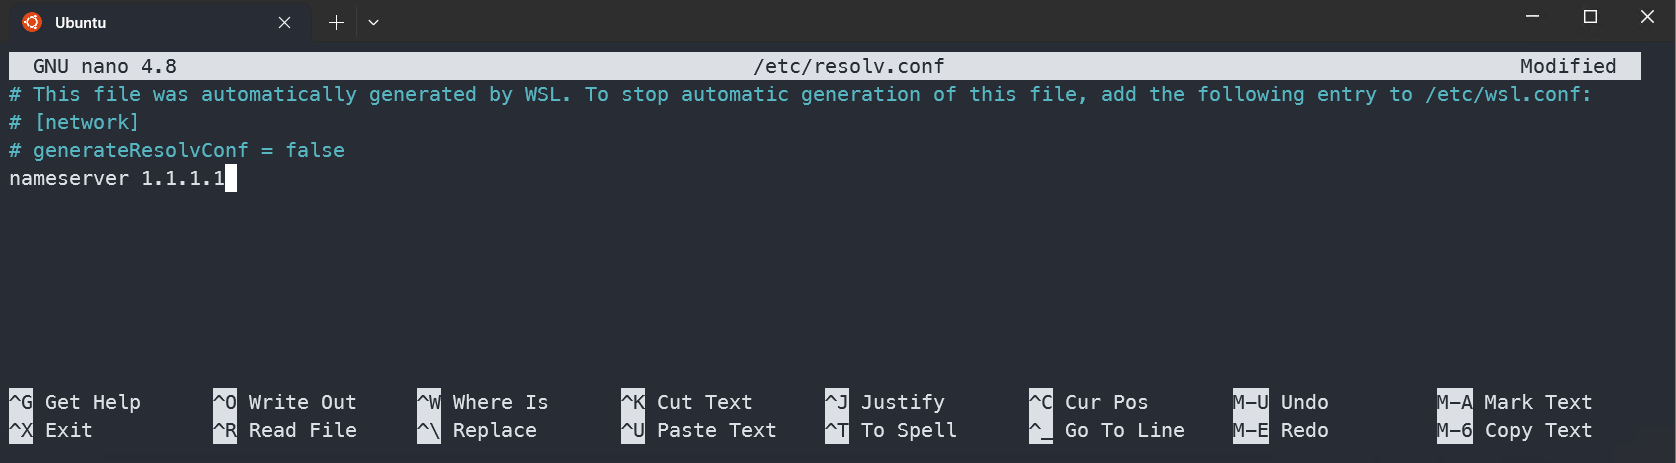 Ubuntu
GNU nano 4.8 /etc/resolv.conf Modified
# This file was automatically generated by WSL. To stop automatic generation of this file, add the following entry to /etc/wsl.conf:
# [network]
# generateResolvConf = false
nameserver 1.1.1.1
^G Get Help ^O Write Out ^W Where Is ^K Cut Text ^J Justify ^C Cur Pos M-U Undo M-A Mark Text
^X Exit ^R Read File ^\ Replace ^U Paste Text ^T To Spell ^_ Go To Line M-E Redo M-6 Copy Text